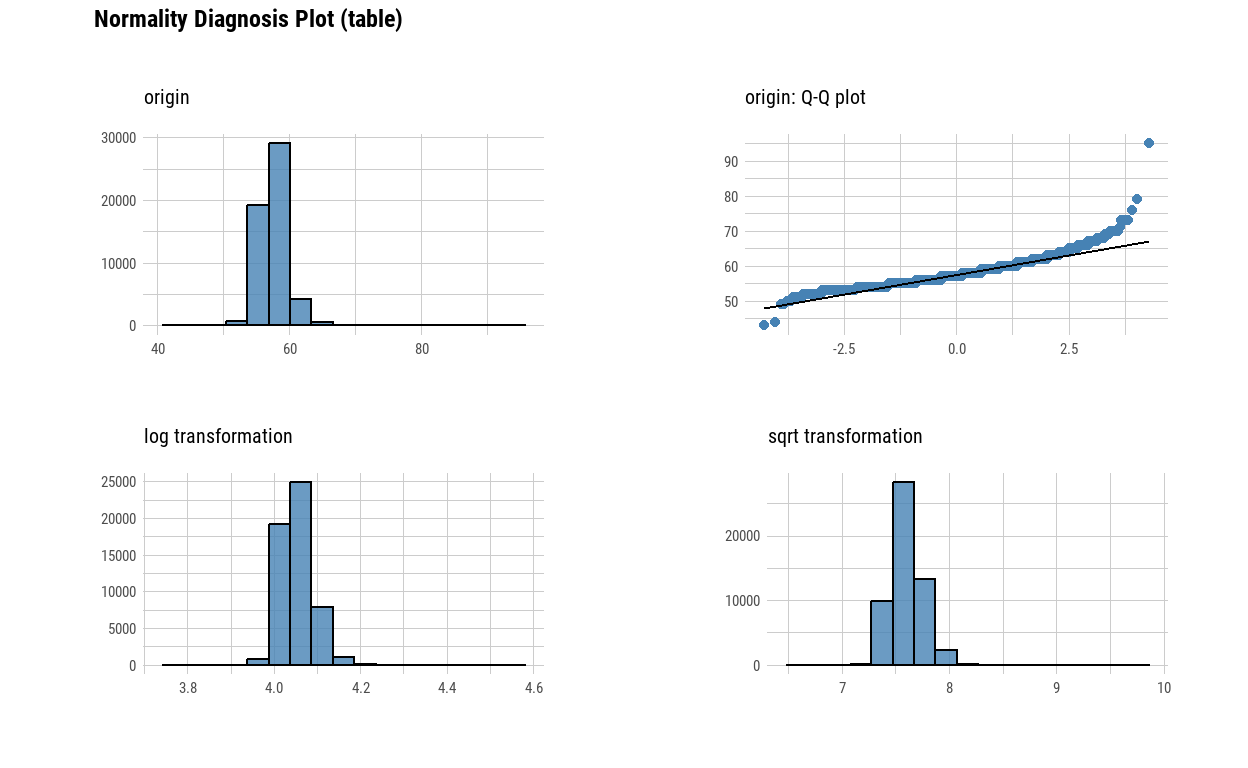 Normality Diagnosis Plot (table)
origin
30000
20000
10000
0
40 60 80
origin: Q-Q plot
90
80
70
60
50
-2.5 0.0 2.5
log transformation
25000
20000
15000
10000
5000
0
3.8 4.0 4.2 4.4 4.6
sqrt transformation
20000
10000
0
7 8 9 10